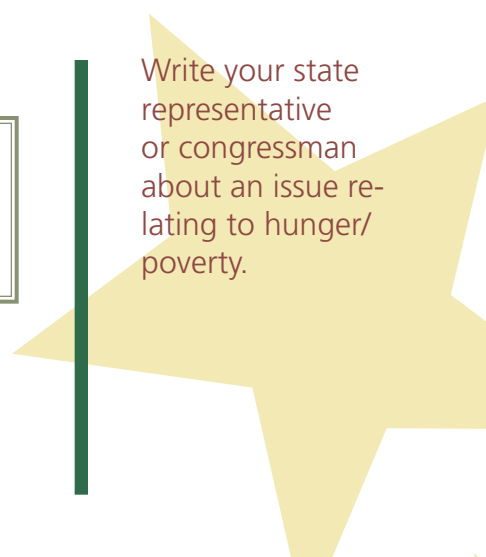 Write your state
representative
or congressman
about an issue re-
lating to hunger/
poverty.